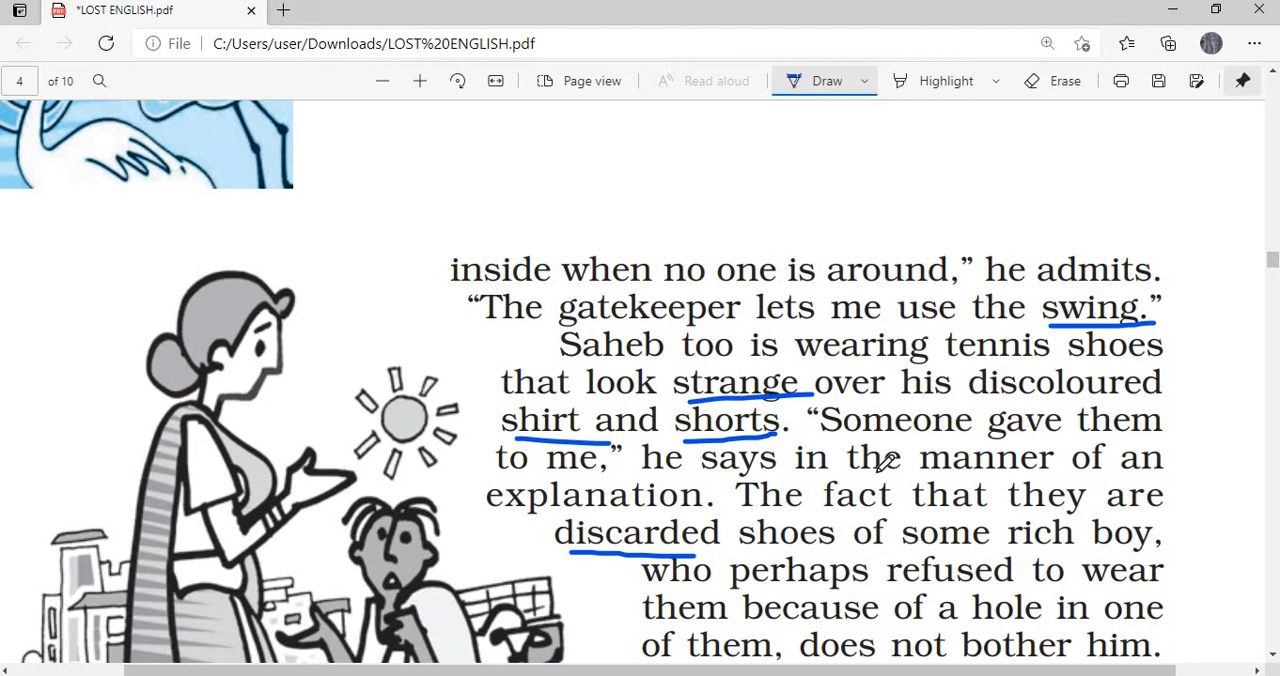 *LOST ENGLISH.pdf
File C:/Users/user/Downloads/LOST%20ENGLISH.pdf
4 of 10 Page view Read aloud Draw Highlight Erase
inside when no one is around,” he admits.
“The gatekeeper lets me use the swing.”
Saheb too is wearing tennis shoes
that look strange over his discoloured
shirt and shorts. “Someone gave them
to me,” he says in the manner of an
explanation. The fact that they are
discarded shoes of some rich boy,
who perhaps refused to wear
them because of a hole in one
of them, does not bother him.